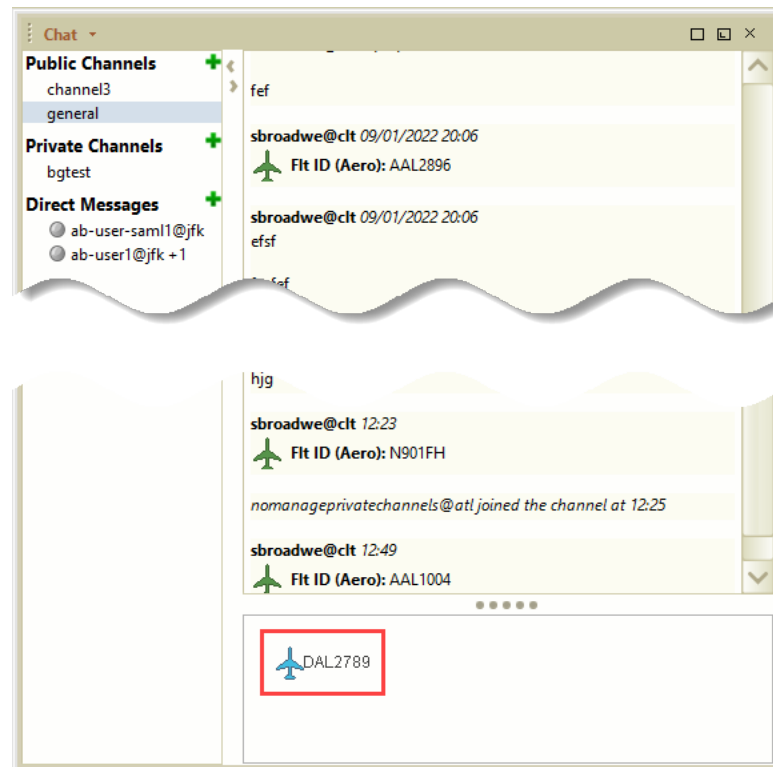 Chat
Public Channels
channel3
general
Private Channels
bgtest
Direct Messages
ab-user-saml1@jfk
ab-user1@jfk +1
fef
sbroadwe@clt 09/01/2022 20:06
Flt ID (Aero): AAL2896
sbroadwe@clt 09/01/2022 20:06
efsf
hjg
sbroadwe@clt 12:23
Flt ID (Aero): N901FH
nomanageprivatechannels@atl joined the channel at 12:25
sbroadwe@clt 12:49
Flt ID (Aero): AAL1004
DAL2789